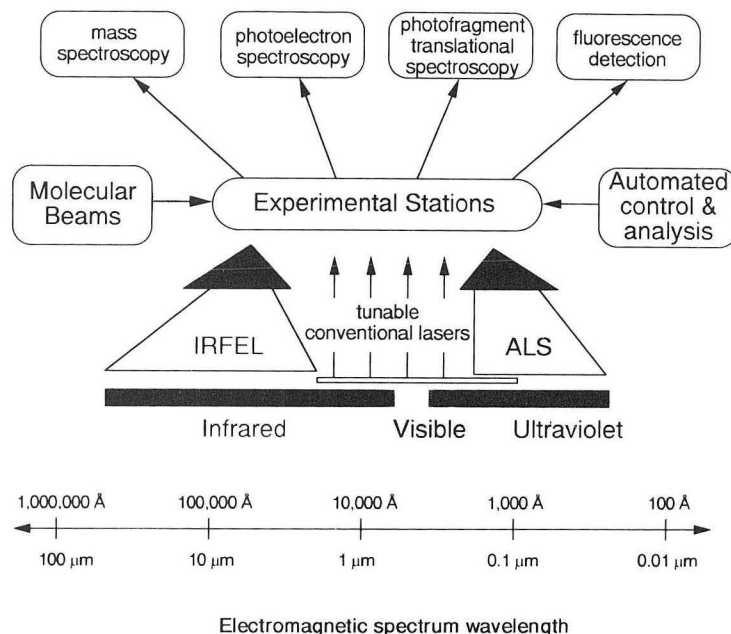 mass
spectroscopy
photoelectron
spectroscopy
photofragment
translational
spectroscopy
fluorescence
detection
Molecular
Beams
Experimental Stations
Automated
control &
analysis
tunable
conventional lasers
IRFEL
ALS
Infrared
Visible
Ultraviolet
1,000,000 Å
100,000 Å
10,000 Å
1,000 Å
100 Å
100 µm
10 µm
1 µm
0.1 µm
0.01 µm
Electromagnetic spectrum wavelength